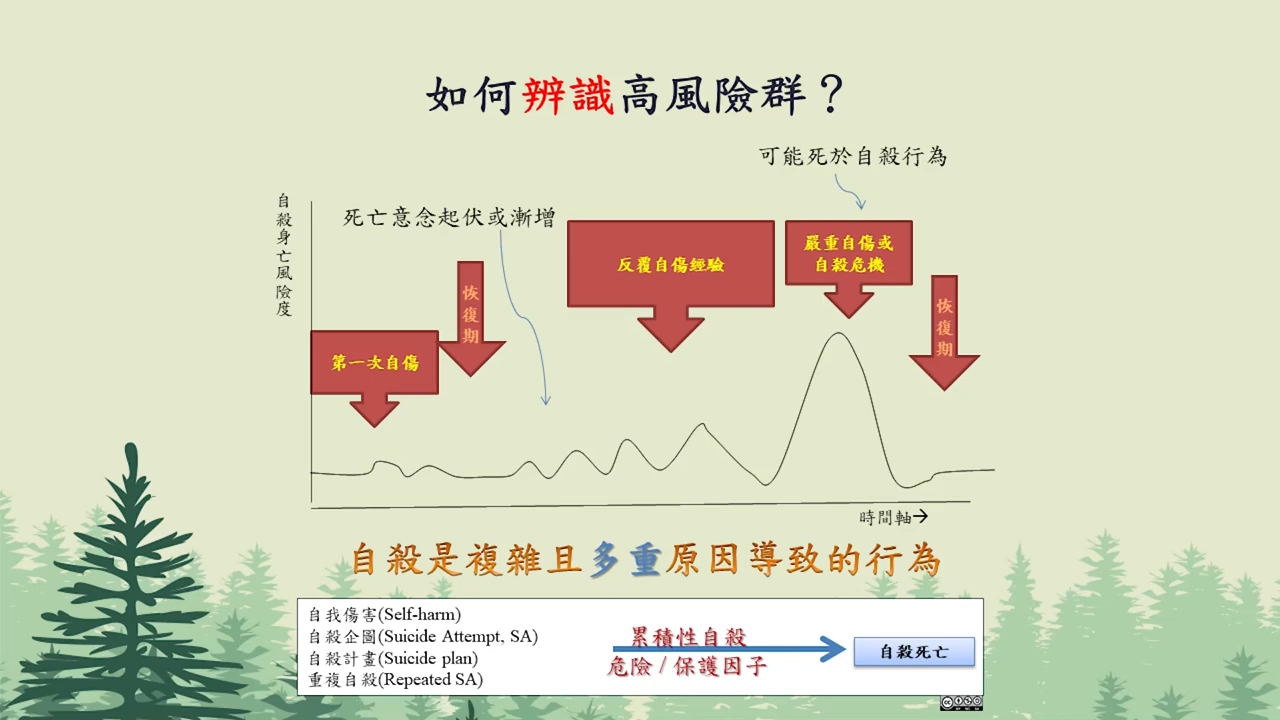 如何辨識高風險群？
可能死於自殺行為
自殺身亡風險度
死亡意念起伏或漸增
反覆自傷經驗
嚴重自傷或
自殺危機
恢復期
恢復期
第一次自傷
時間軸→
自殺是複雜且多重原因導致的行為
自我傷害(Self-harm)
自殺企圖(Suicide Attempt, SA)
自殺計畫(Suicide plan)
重複自殺(Repeated SA)
累積性自殺
危險 / 保護因子
自殺死亡